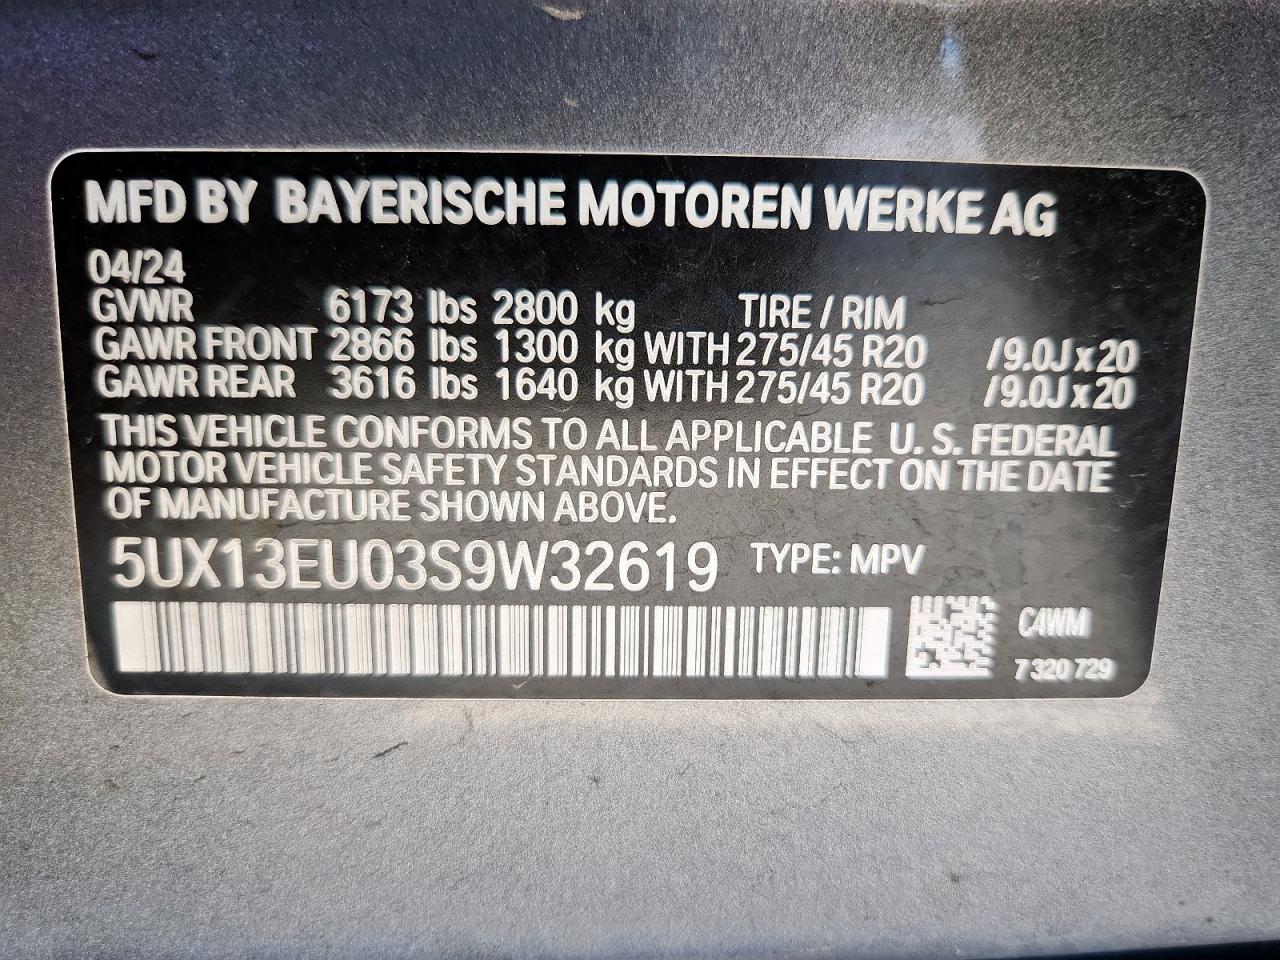 MFD BY BAYERISCHE MOTOREN WERKE AG
04/24
GVWR 6173 lbs 2800 kg TIRE / RIM
GAWR FRONT 2866 lbs 1300 kg WITH 275/45 R20 /9.0J x 20
GAWR REAR 3616 lbs 1640 kg WITH 275/45 R20 /9.0J x 20
THIS VEHICLE CONFORMS TO ALL APPLICABLE U. S. FEDERAL
MOTOR VEHICLE SAFETY STANDARDS IN EFFECT ON THE DATE
OF MANUFACTURE SHOWN ABOVE.
5UX13EU03S9W32619 TYPE: MPV
C4WM
7 320 729